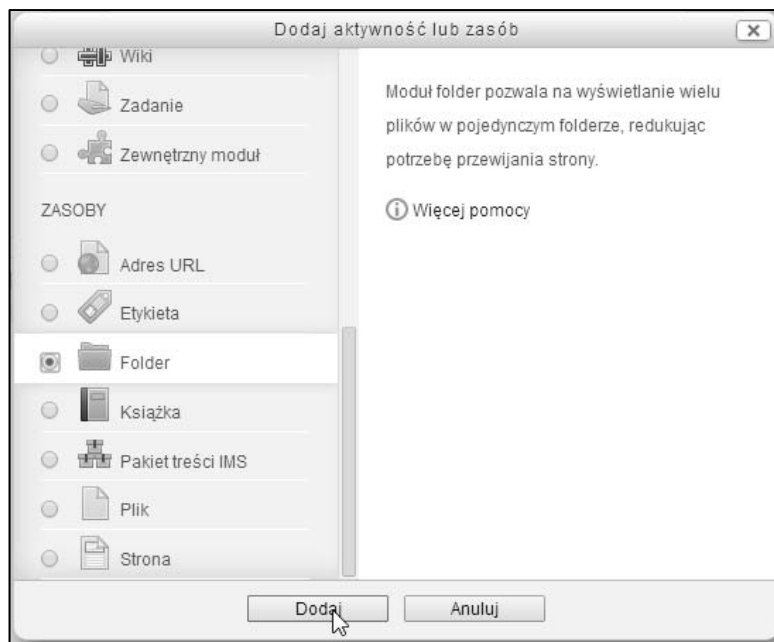 Dodaj aktywność lub zasób
Wiki
Zadanie
Zewnętrzny moduł
ZASOBY
Adres URL
Etykieta
Folder
Książka
Pakiet treści IMS
Plik
Strona
Moduł folder pozwala na wyświetlanie wielu
plików w pojedynczym folderze, redukując
potrzebę przewijania strony.
Więcej pomocy
Dodaj
Anuluj